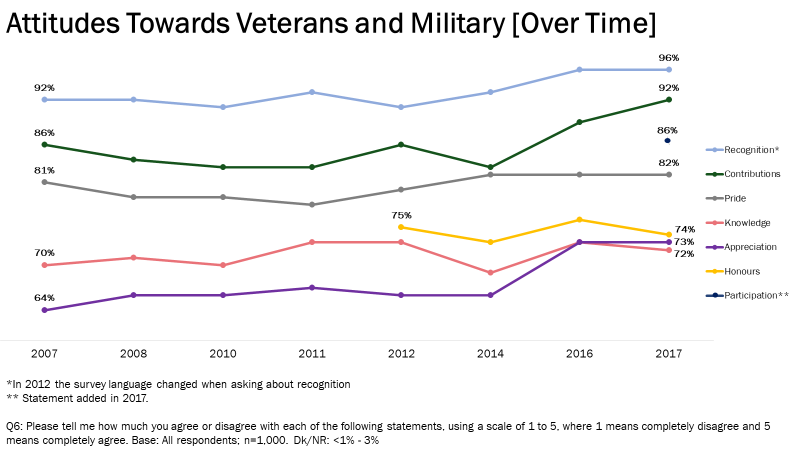 Attitudes Towards Veterans and Military [Over Time]
96%
92%
92%
86%
86%
81%
82%
75%
74%
73%
70%
72%
64%
Recognition*
Contributions
Pride
Knowledge
Appreciation
Honours
Participation**
2007 2008 2010 2011 2012 2014 2016 2017
*In 2012 the survey language changed when asking about recognition
** Statement added in 2017.
Q6: Please tell me how much you agree or disagree with each of the following statements, using a scale of 1 to 5, where 1 means completely disagree and 5
means completely agree. Base: All respondents; n=1,000. Dk/NR: <1% - 3%